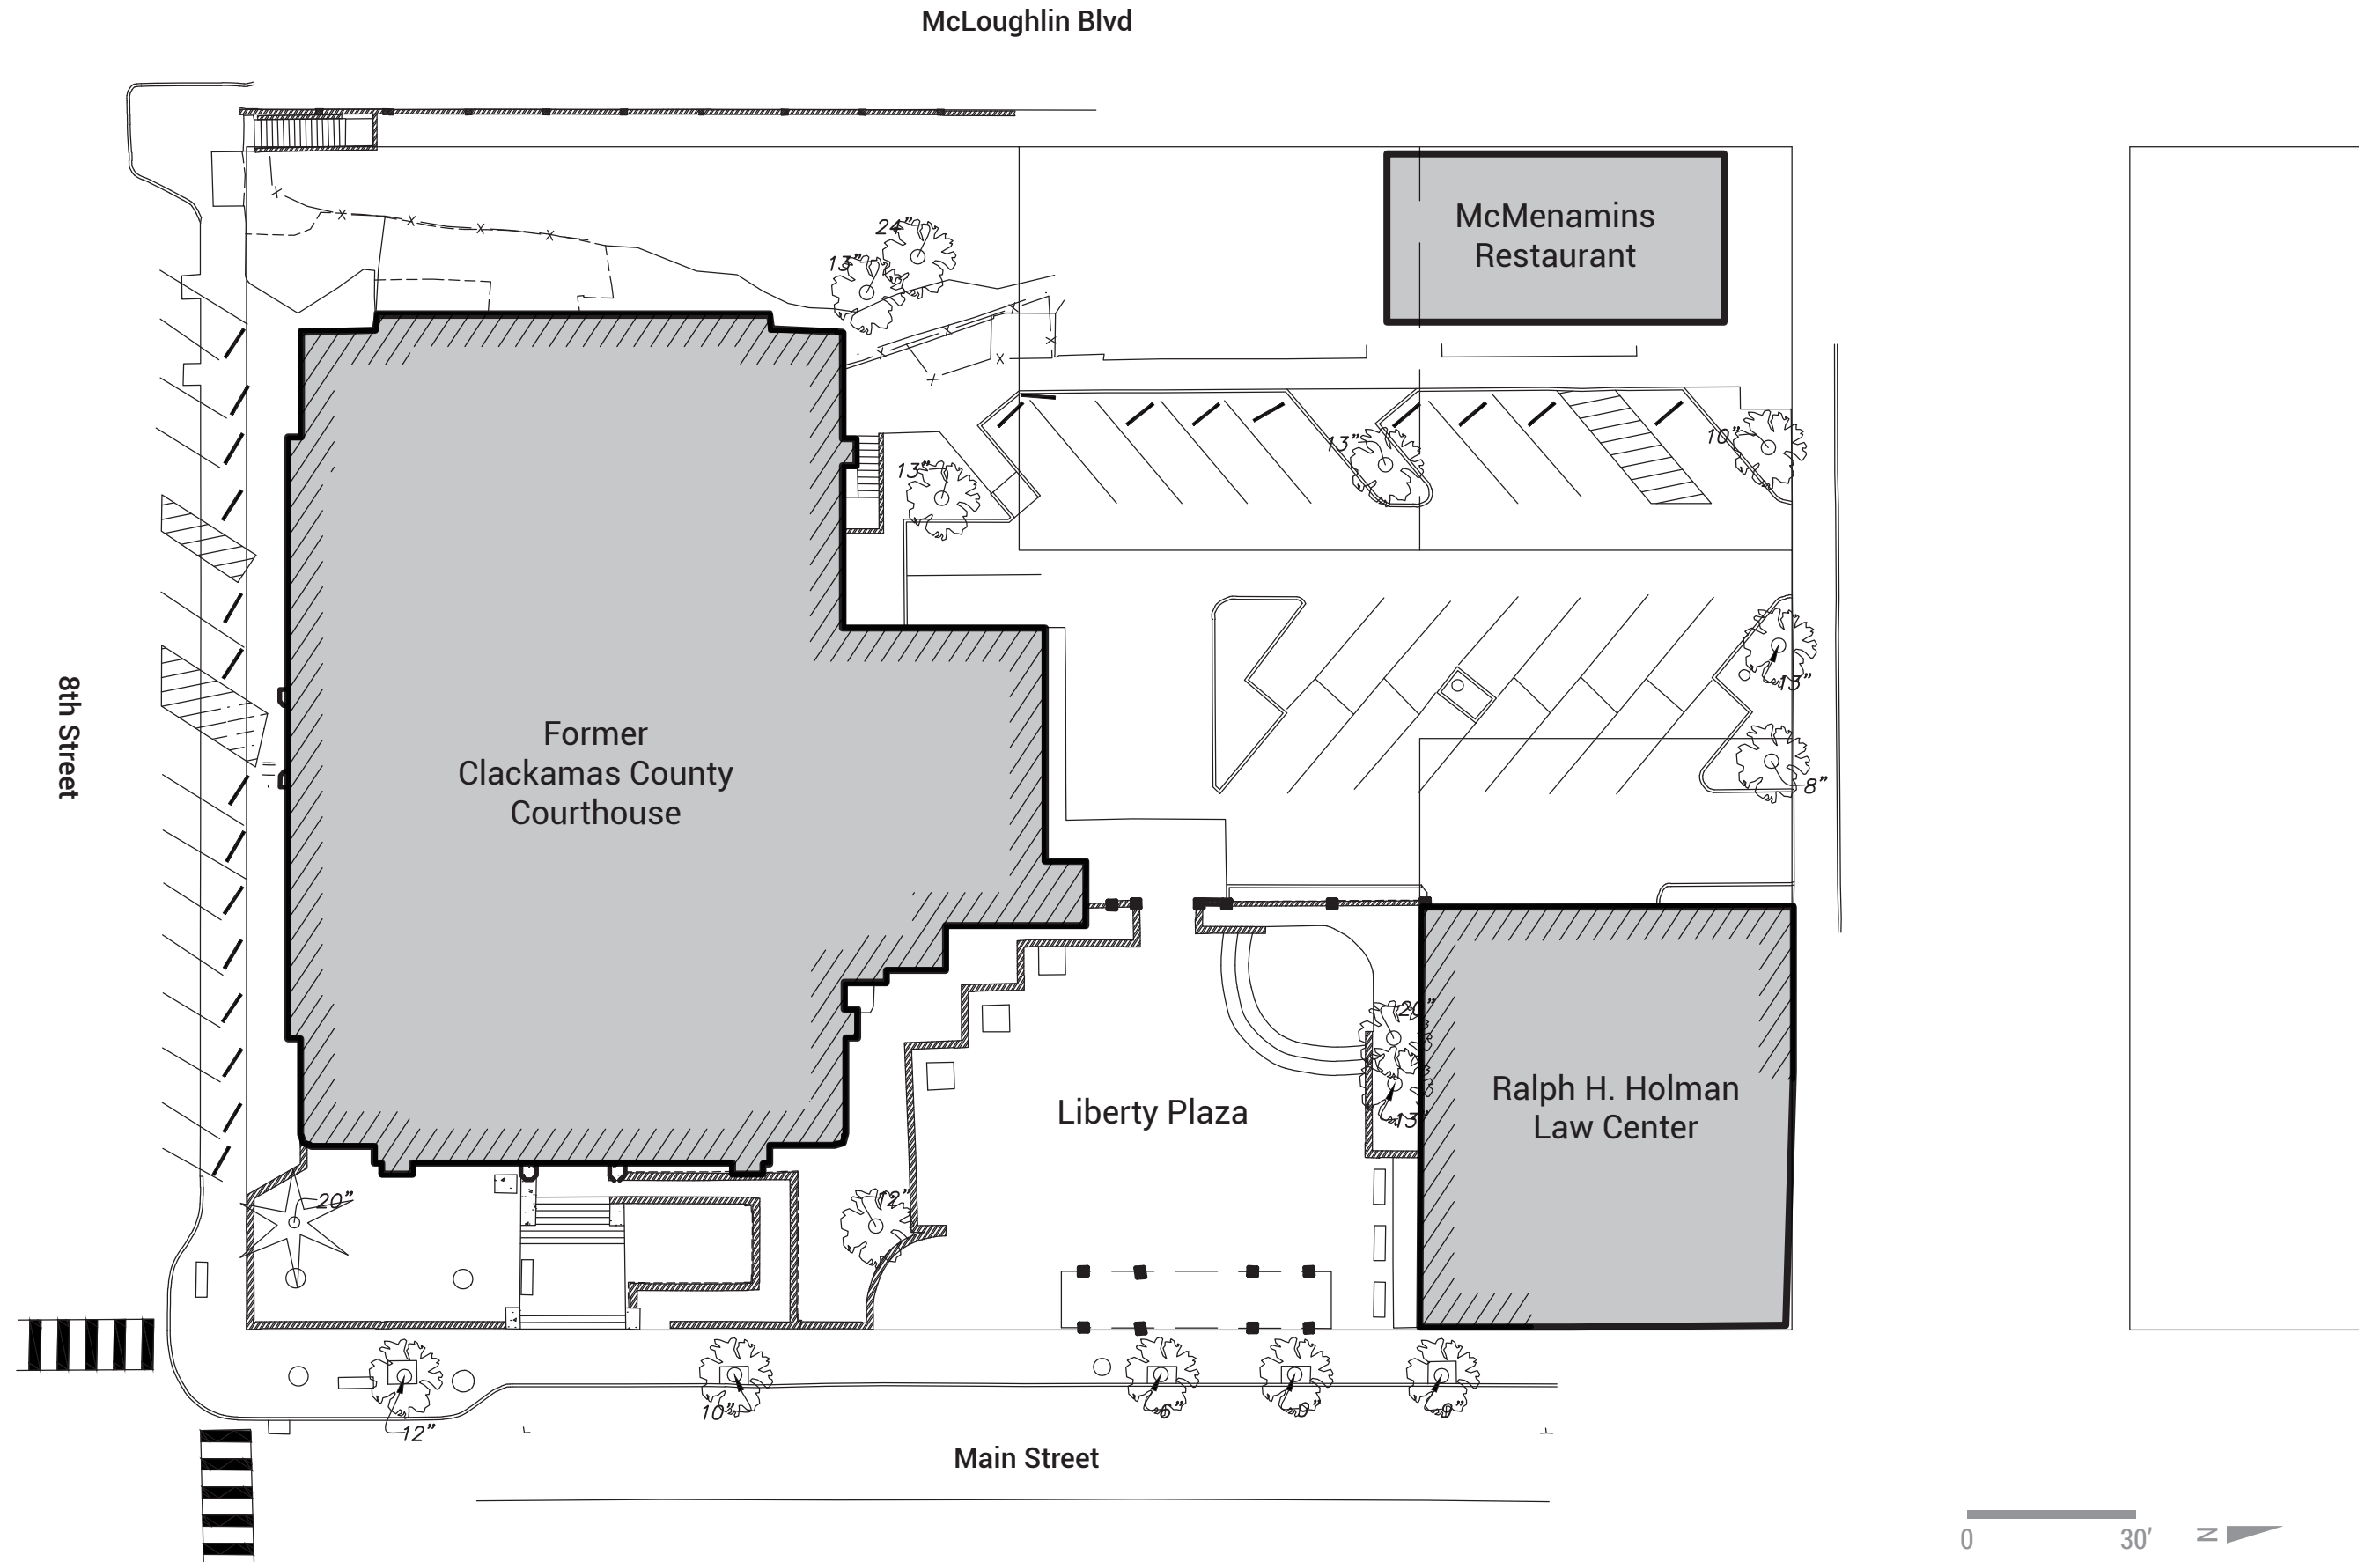 McLoughlin Blvd
McMenamins
Restaurant
24"
13"
13"
10"
13"
13"
8"
8th Street
Former
Clackamas County
Courthouse
Liberty Plaza
20"
13"
Ralph H. Holman
Law Center
20"
12"
12"
10"
6"
9"
9"
Main Street
0
30’
N